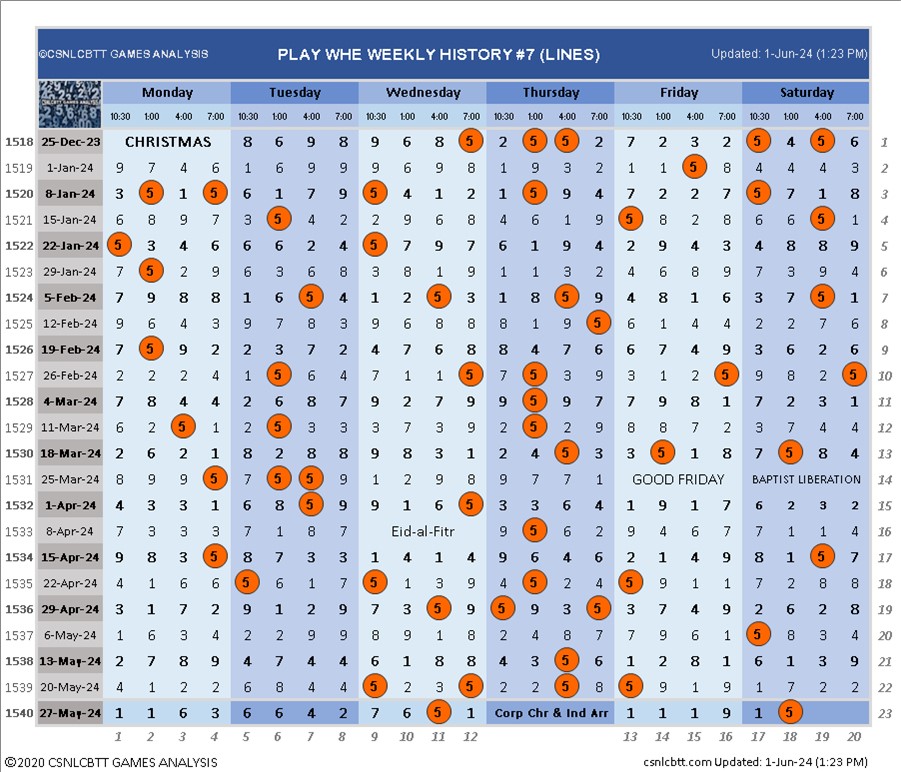 ©CSNLCBTT GAMES ANALYSIS PLAY WHE WEEKLY HISTORY #7 (LINES) Updated: 1-Jun-24 (1:23 PM)
Monday Tuesday Wednesday Thursday Friday Saturday
CSNLCBTT GAMES ANALYSIS
10:30 1:00 4:00 7:00 10:30 1:00 4:00 7:00 10:30 1:00 4:00 7:00 10:30 1:00 4:00 7:00 10:30 1:00 4:00 7:00 10:30 1:00 4:00 7:00
1518 25-Dec-23 CHRISTMAS 8 6 9 8 9 6 8 5 2 5 5 2 7 2 3 2 5 4 5 6 1
1519 1-Jan-24 9 7 4 6 1 6 9 9 9 6 9 8 1 9 3 2 1 1 5 8 4 4 4 3 2
1520 8-Jan-24 3 5 1 5 6 1 7 9 5 4 1 2 1 5 9 4 7 2 2 7 5 7 1 8 3
1521 15-Jan-24 6 8 9 7 3 5 4 2 2 9 6 8 4 6 1 9 5 8 2 8 6 6 5 1 4
1522 22-Jan-24 5 3 4 6 6 6 2 4 5 7 9 7 6 1 9 4 2 9 4 3 4 8 8 9 5
1523 29-Jan-24 7 5 2 9 6 3 6 8 3 8 1 9 1 1 3 2 4 6 8 9 7 3 9 4 6
1524 5-Feb-24 7 9 8 8 1 6 5 4 1 2 5 3 1 8 5 9 4 8 1 6 3 7 5 1 7
1525 12-Feb-24 9 6 4 3 9 7 8 3 9 6 8 8 8 1 9 5 6 1 4 4 2 2 7 6 8
1526 19-Feb-24 7 5 9 2 2 3 7 2 4 7 6 8 8 4 7 6 6 7 4 9 3 6 2 6 9
1527 26-Feb-24 2 2 2 4 1 5 6 4 7 1 1 5 7 5 3 9 3 1 2 5 9 8 2 5 10
1528 4-Mar-24 7 8 4 4 2 6 8 7 9 2 7 9 9 5 9 7 7 9 8 1 7 2 3 1 11
1529 11-Mar-24 6 2 5 1 2 5 3 3 7 3 9 3 2 5 3 2 8 8 7 2 3 7 4 4 12
1530 18-Mar-24 2 6 2 1 8 2 8 8 9 8 3 1 2 4 5 3 3 5 1 8 7 5 8 4 13
1531 25-Mar-24 8 9 9 5 7 5 5 4 1 2 9 8 9 7 7 1 GOOD FRIDAY BAPTIST LIBERATION 14
1532 1-Apr-24 4 3 3 1 6 8 5 9 9 1 6 5 3 3 6 4 1 9 1 7 6 2 3 2 15
1533 8-Apr-24 7 3 3 3 7 1 8 7 Eid-al-Fitr 9 5 6 2 9 4 6 9 7 1 1 4 16
1534 15-Apr-24 9 8 3 5 8 7 3 3 1 4 1 4 9 6 4 6 2 1 4 9 8 1 5 7 17
1535 22-Apr-24 4 1 6 6 5 6 1 7 5 1 3 9 4 5 2 4 5 9 1 1 7 2 8 8 18
1536 29-Apr-24 3 1 7 2 9 1 2 9 7 3 5 9 5 9 3 5 3 7 4 9 2 6 2 8 19
1537 6-May-24 1 6 3 4 2 2 9 9 8 9 1 8 2 4 8 7 7 9 6 1 5 8 3 4 20
1538 13-May-24 2 7 8 9 4 7 4 4 6 1 8 8 4 3 5 6 1 2 8 1 6 1 3 9 21
1539 20-May-24 4 1 2 2 6 8 4 4 5 2 3 5 2 2 5 8 5 9 1 9 1 7 2 2 22
1540 27-May-24 1 1 6 3 6 6 4 2 7 6 5 1 Corp Chr & Ind Arr 1 1 1 9 1 5 23
1 2 3 4 5 6 7 8 9 10 11 12 13 14 15 16 17 18 19 20
©2020 CSNLCBTT GAMES ANALYSIS csnlcbtt.com Updated: 1-Jun-24 (1:23 PM)